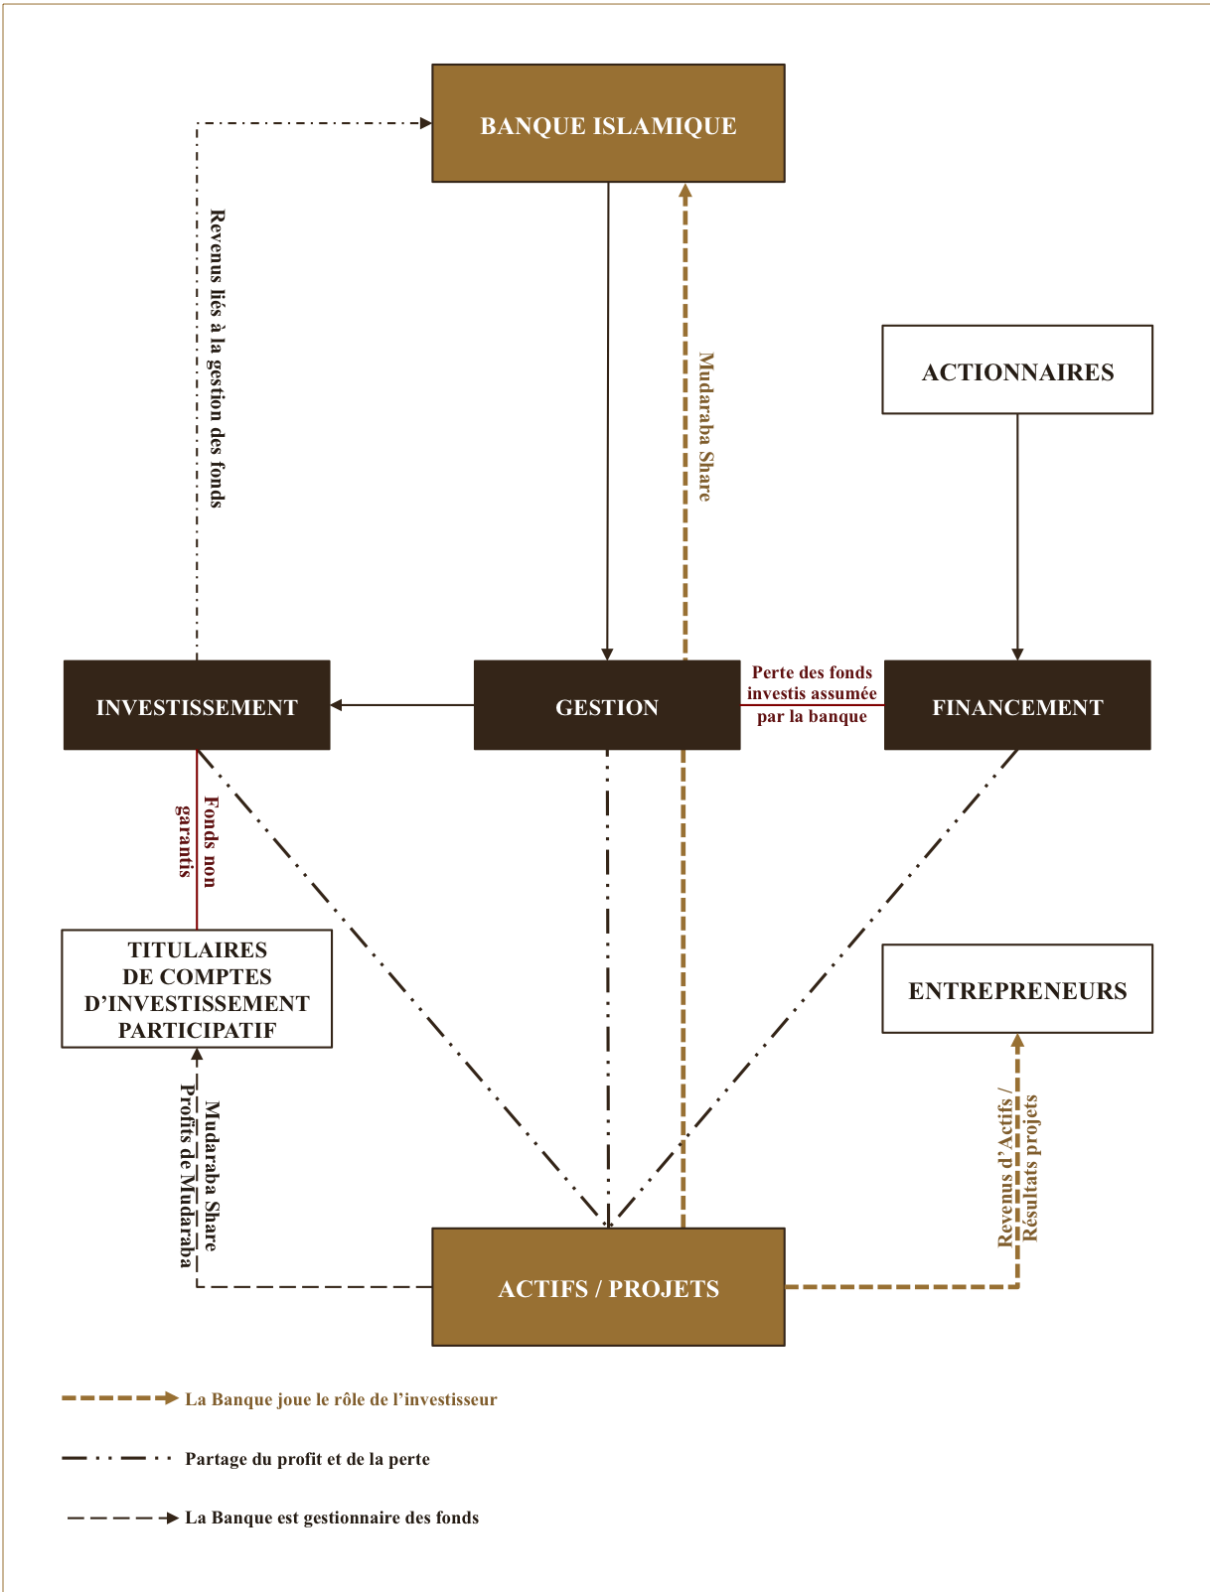 BANQUE ISLAMIQUE
Revenus liés à la gestion des fonds
Mudaraba Share
ACTIONNAIRES
INVESTISSEMENT
GESTION
Perte des fonds
investis assumée
par la banque
FINANCEMENT
Fonds non
garantis
TITULAIRES
DE COMPTES
D’INVESTISSEMENT
PARTICIPATIF
ENTREPRENEURS
Mudaraba Share
Profits de Mudaraba
Revenus d’Actifs /
Résultats projets
ACTIFS / PROJETS
La Banque joue le rôle de l’investisseur
Partage du profit et de la perte
La Banque est gestionnaire des fonds